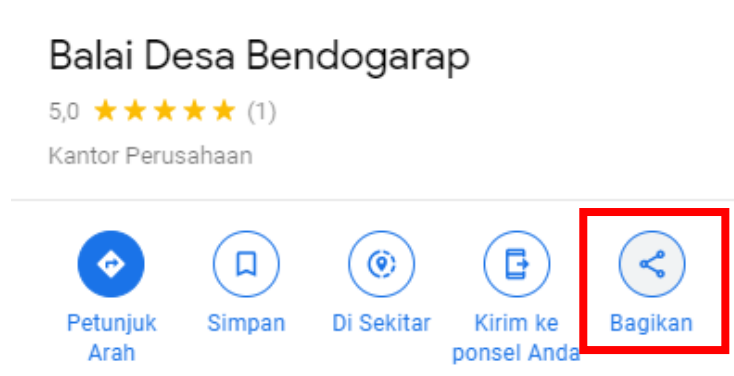 Balai Desa Bendogarap
5,0 (1)
Kantor Perusahaan
Petunjuk Arah
Simpan
Di Sekitar
Kirim ke ponsel Anda
Bagikan